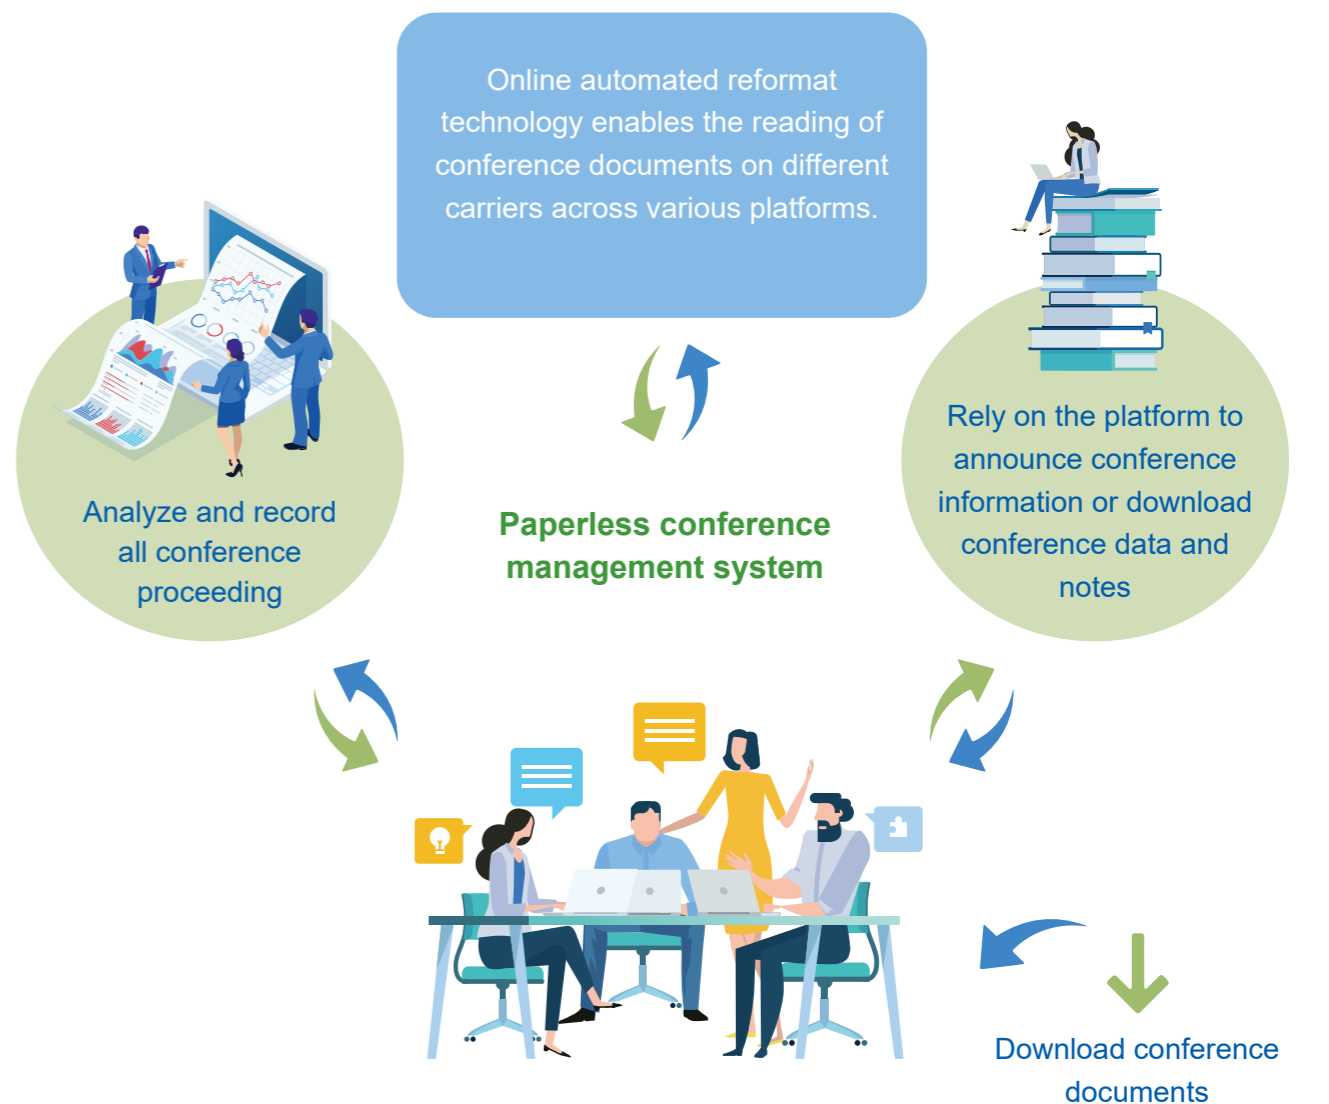 Online automated reformat
technology enables the reading of
conference documents on different
carriers across various platforms.
Analyze and record
all conference
proceeding
Paperless conference
management system
Rely on the platform to
announce conference
information or download
conference data and
notes
Download conference
documents